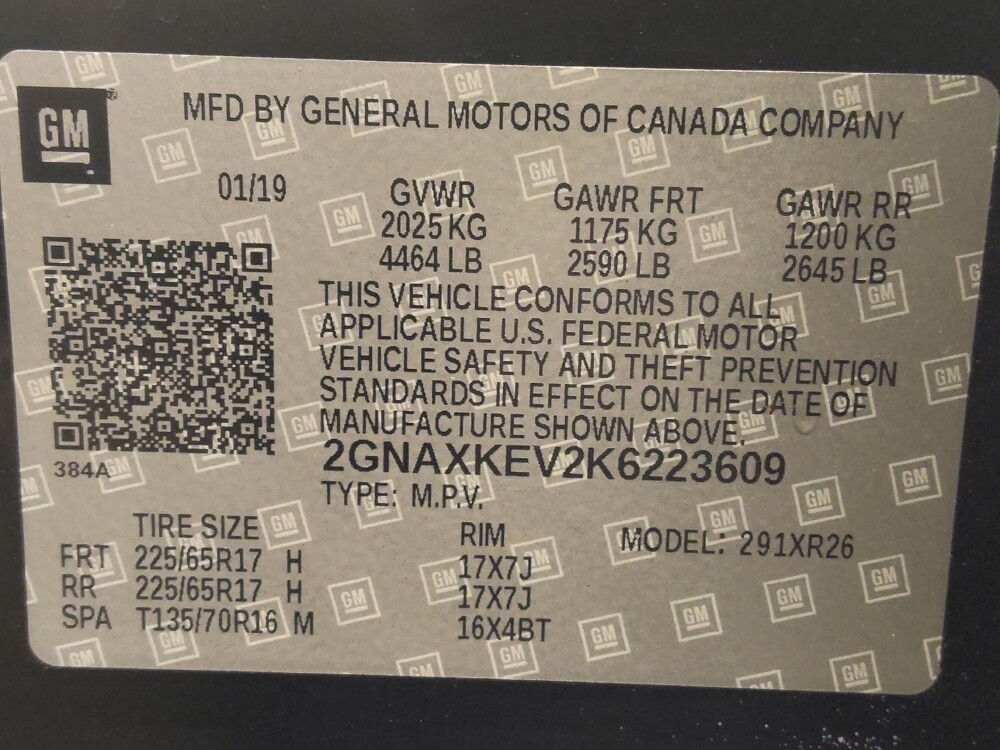 GM
MFD BY GENERAL MOTORS OF CANADA COMPANY
01/19 GVWR GAWR FRT GAWR RR
2025 KG 1175 KG 1200 KG
4464 LB 2590 LB 2645 LB
THIS VEHICLE CONFORMS TO ALL
APPLICABLE U.S. FEDERAL MOTOR
VEHICLE SAFETY AND THEFT PREVENTION
STANDARDS IN EFFECT ON THE DATE OF
MANUFACTURE SHOWN ABOVE.
384A
2GNAXKEV2K6223609
TYPE: M.P.V.
TIRE SIZE RIM MODEL: 291XR26
FRT 225/65R17 H 17X7J
RR 225/65R17 H 17X7J
SPA T135/70R16 M 16X4BT